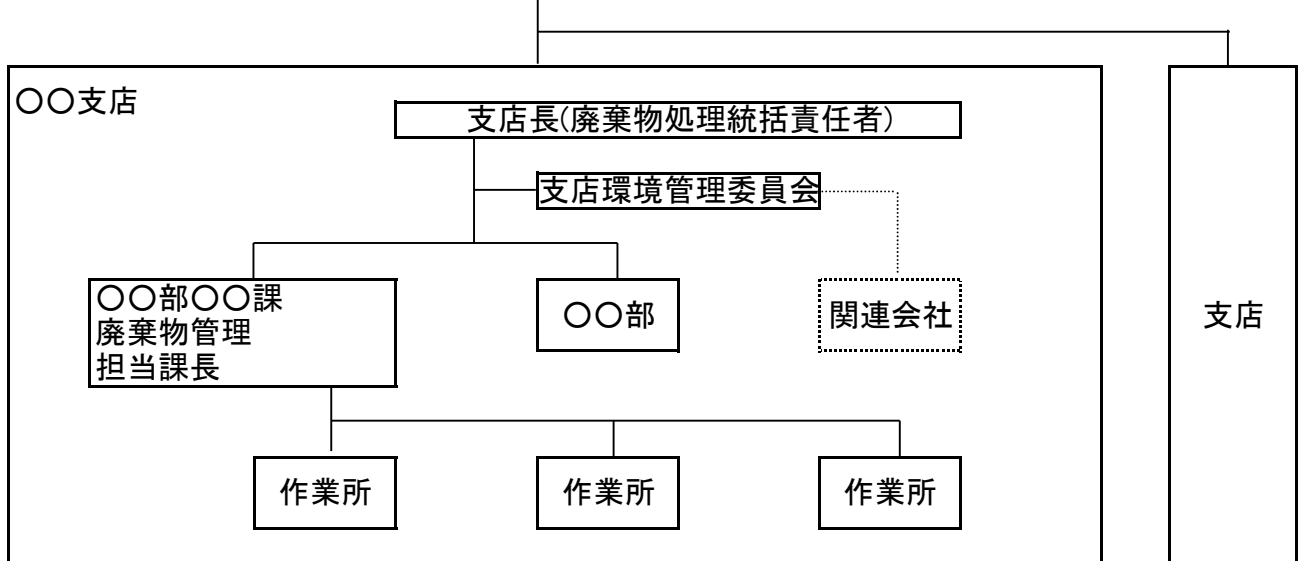 〇〇支店
支店長(廃棄物処理統括責任者)
支店環境管理委員会
〇〇部〇〇課
廃棄物管理
担当課長
〇〇部
関連会社
支店
作業所
作業所
作業所